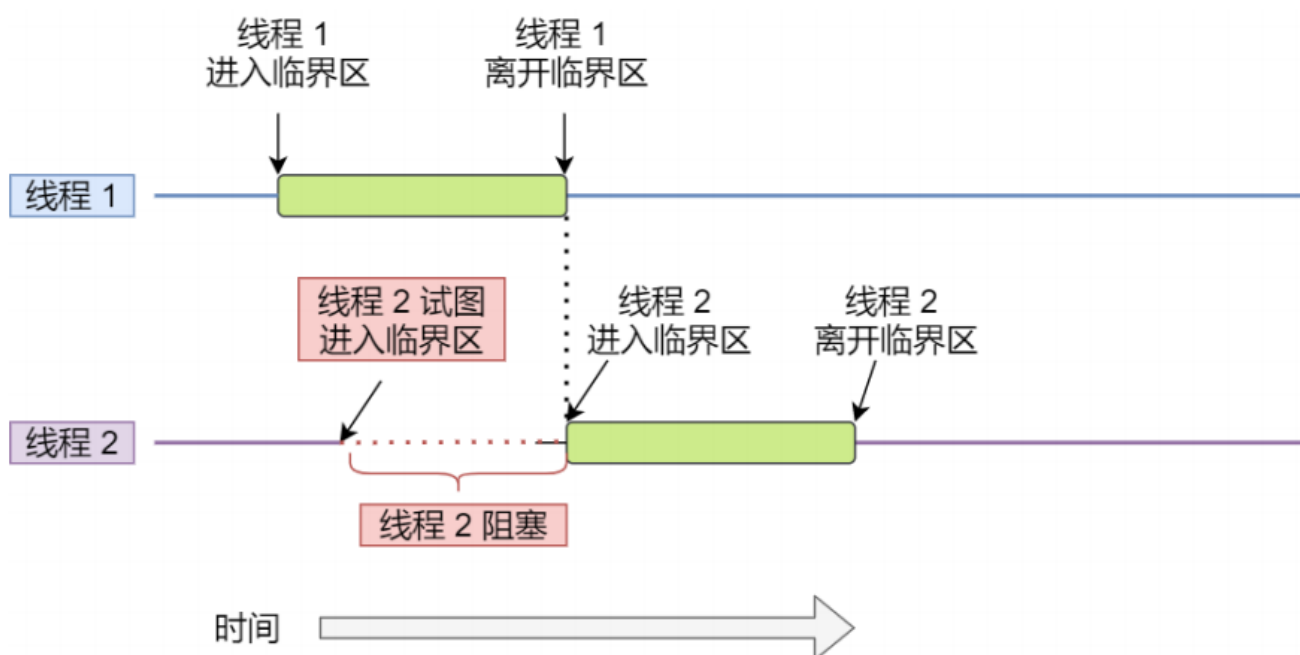 线程 1
进入临界区
线程 1
离开临界区
线程 1
线程 2 试图
进入临界区
线程 2
进入临界区
线程 2
离开临界区
线程 2
线程 2 阻塞
时间